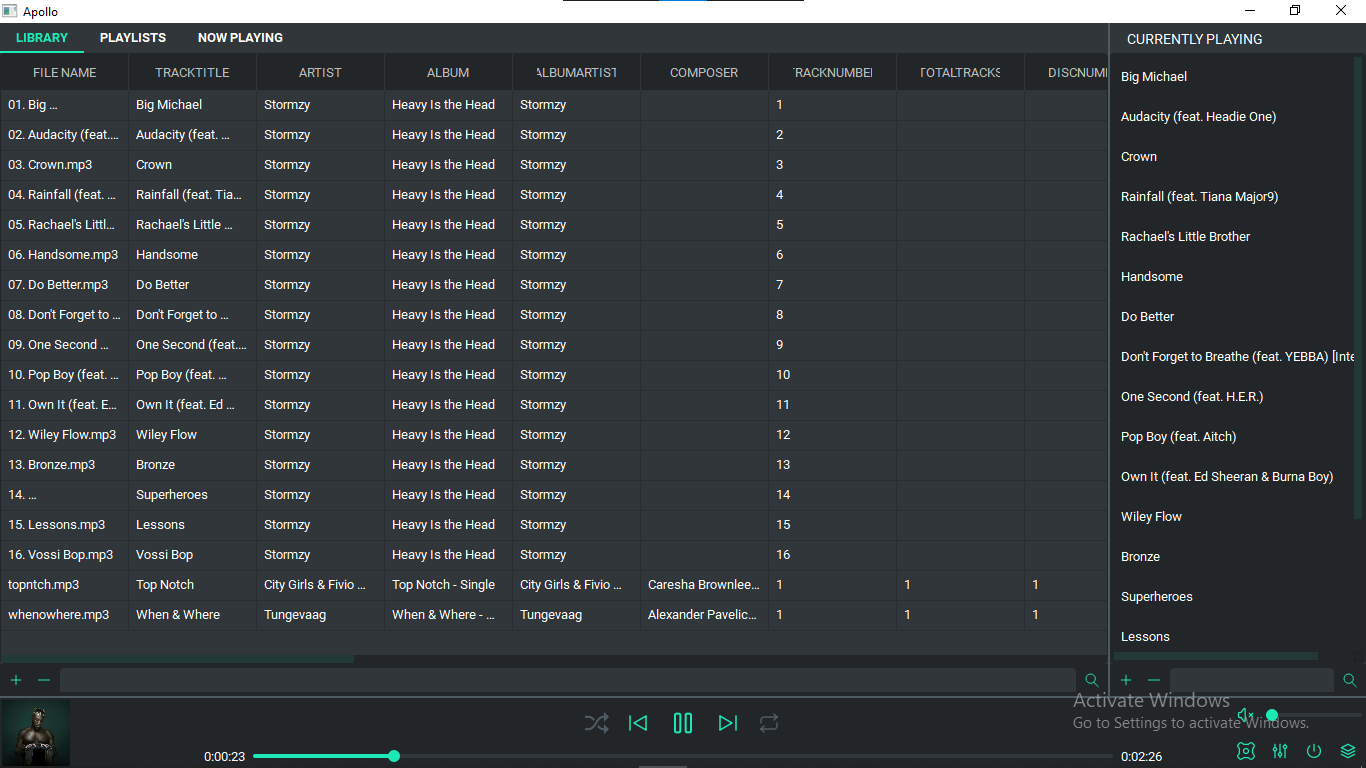 Apollo
LIBRARY PLAYLISTS NOW PLAYING
FILE NAME TRACKTITLE ARTIST ALBUM ALBUMARTIST COMPOSER RACKNUMBE TOTALTRACKS DISCNUM
01. Big ... Big Michael Stormzy Heavy Is the Head Stormzy 1
02. Audacity (feat.... Audacity (feat. ... Stormzy Heavy Is the Head Stormzy 2
03. Crown.mp3 Crown Stormzy Heavy Is the Head Stormzy 3
04. Rainfall (feat. ... Rainfall (feat. Tia... Stormzy Heavy Is the Head Stormzy 4
05. Rachael's Littl... Rachael's Little ... Stormzy Heavy Is the Head Stormzy 5
06. Handsome.mp3 Handsome Stormzy Heavy Is the Head Stormzy 6
07. Do Better.mp3 Do Better Stormzy Heavy Is the Head Stormzy 7
08. Don't Forget to ... Don't Forget to ... Stormzy Heavy Is the Head Stormzy 8
09. One Second ... One Second (feat.... Stormzy Heavy Is the Head Stormzy 9
10. Pop Boy (feat. ... Pop Boy (feat. ... Stormzy Heavy Is the Head Stormzy 10
11. Own It (feat. E... Own It (feat. Ed ... Stormzy Heavy Is the Head Stormzy 11
12. Wiley Flow.mp3 Wiley Flow Stormzy Heavy Is the Head Stormzy 12
13. Bronze.mp3 Bronze Stormzy Heavy Is the Head Stormzy 13
14. ... Superheroes Stormzy Heavy Is the Head Stormzy 14
15. Lessons.mp3 Lessons Stormzy Heavy Is the Head Stormzy 15
16. Vossi Bop.mp3 Vossi Bop Stormzy Heavy Is the Head Stormzy 16
topntch.mp3 Top Notch City Girls & Fivio ... Top Notch - Single City Girls & Fivio ... Caresha Brownlee... 1 1 1
whenowhere.mp3 When & Where Tungevaag When & Where - ... Tungevaag Alexander Pavelic... 1 1 1
CURRENTLY PLAYING
Big Michael
Audacity (feat. Headie One)
Crown
Rainfall (feat. Tiana Major9)
Rachael's Little Brother
Handsome
Do Better
Don't Forget to Breathe (feat. YEBBA) [Inte
One Second (feat. H.E.R.)
Pop Boy (feat. Aitch)
Own It (feat. Ed Sheeran & Burna Boy)
Wiley Flow
Bronze
Superheroes
Lessons
Activate Windows
Go to Settings to activate Windows.
0:00:23 0:02:26